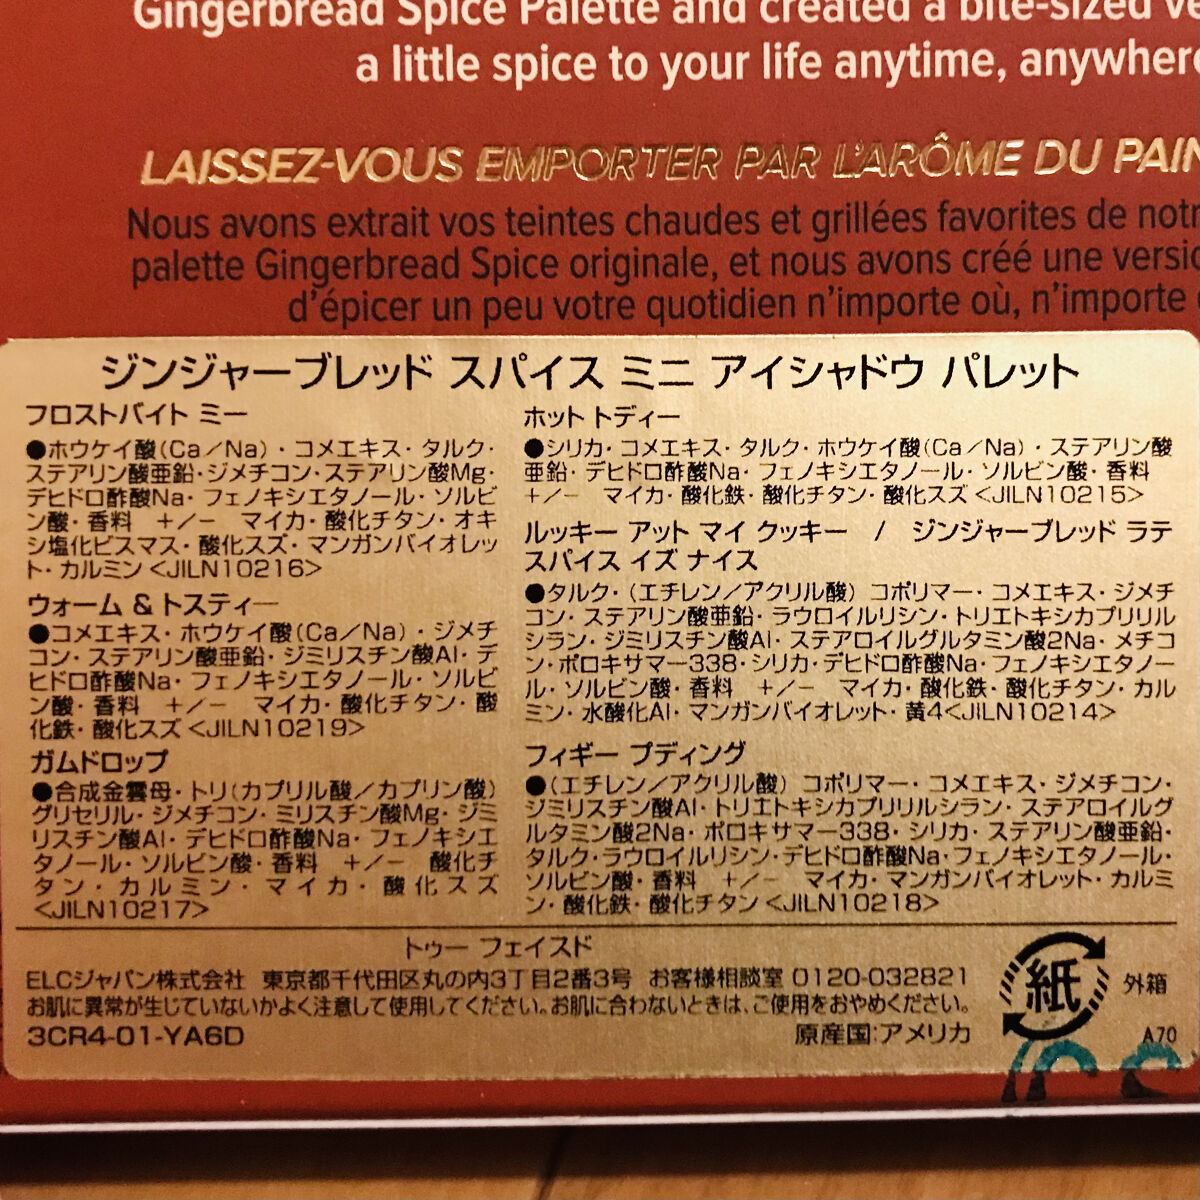 Gingerbread Spice Palette and created a bite-sized ve
a little spice to your life anytime, anywhere
LAISSEZ-VOUS EMPORTER PAR L'ARÔME DU PAIN
Nous avons extrait vos teintes chaudes et grillées favorites de notr
palette Gingerbread Spice originale, et nous avons créé une versio
d'épicer un peu votre quotidien n'importe où, n'importe
ジンジャーブレッド スパイス ミニ アイシャドウ パレット
フロストバイト ミー
●ホウケイ酸(Ca/Na)・コメエキス・タルク・
ステアリン酸亜鉛・ジメチコン・ステアリン酸Mg・
デヒドロ酢酸Na・フェノキシエタノール・ソルビ
ン酸・香料 +/− マイカ・酸化チタン・オキ
シ塩化ビスマス・酸化スズ・マンガンバイオレッ
ト・カルミン<JILN10216>
ウォーム & トスティー
●コメエキス・ホウケイ酸(Ca/Na)・ジメチ
コン・ステアリン酸亜鉛・ジミリスチン酸Al・デ
ヒドロ酢酸Na・フェノキシエタノール・ソルビ
ン酸・香料 +/− マイカ・酸化チタン・酸
化鉄・酸化スズ<JILN10219>
ガムドロップ
●合成金雲母・トリ(カプリル酸/カプリン酸)
グリセリル・ジメチコン・ミリスチン酸Mg・ジミ
リスチン酸Al・デヒドロ酢酸Na・フェノキシエ
タノール・ソルビン酸・香料 +/− 酸化チ
タン・カルミン・マイカ・酸化スズ
<JILN10217>
ホット トディー
●シリカ・コメエキス・タルク・ホウケイ酸(Ca/Na)・ステアリン酸
亜鉛・デヒドロ酢酸Na・フェノキシエタノール・ソルビン酸・香料
+/− マイカ・酸化鉄・酸化チタン・酸化スズ<JILN10215>
ルッキー アット マイ クッキー / ジンジャーブレッド ラテ
スパイス イズ ナイス
●タルク・(エチレン/アクリル酸)コポリマー・コメエキス・ジメチ
コン・ステアリン酸亜鉛・ラウロイルリシン・トリエトキシカプリリル
シラン・ジミリスチン酸Al・ステアロイルグルタミン酸2Na・メチコ
ン・ポロキサマー338・シリカ・デヒドロ酢酸Na・フェノキシエタノー
ル・ソルビン酸・香料 +/− マイカ・酸化鉄・酸化チタン・カル
ミン・水酸化Al・マンガンバイオレット・黄4<JILN10214>
フィギー プディング
●(エチレン/アクリル酸)コポリマー・コメエキス・ジメチコン・
ジミリスチン酸Al・トリエトキシカプリリルシラン・ステアロイルグ
ルタミン酸2Na・ポロキサマー338・シリカ・ステアリン酸亜鉛・
タルク・ラウロイルリシン・デヒドロ酢酸Na・フェノキシエタノール・
ソルビン酸・香料 +/− マイカ・マンガンバイオレット・カルミ
ン・酸化鉄・酸化チタン<JILN10218>
トゥー フェイスド
ELCジャパン株式会社 東京都千代田区丸の内3丁目2番3号 お客様相談室 0120-032821
お肌に異常が生じていないかよく注意して使用してください。お肌に合わないときは、ご使用をおやめください。
3CR4-01-YA6D
原産国:アメリカ
紙
外箱
A70